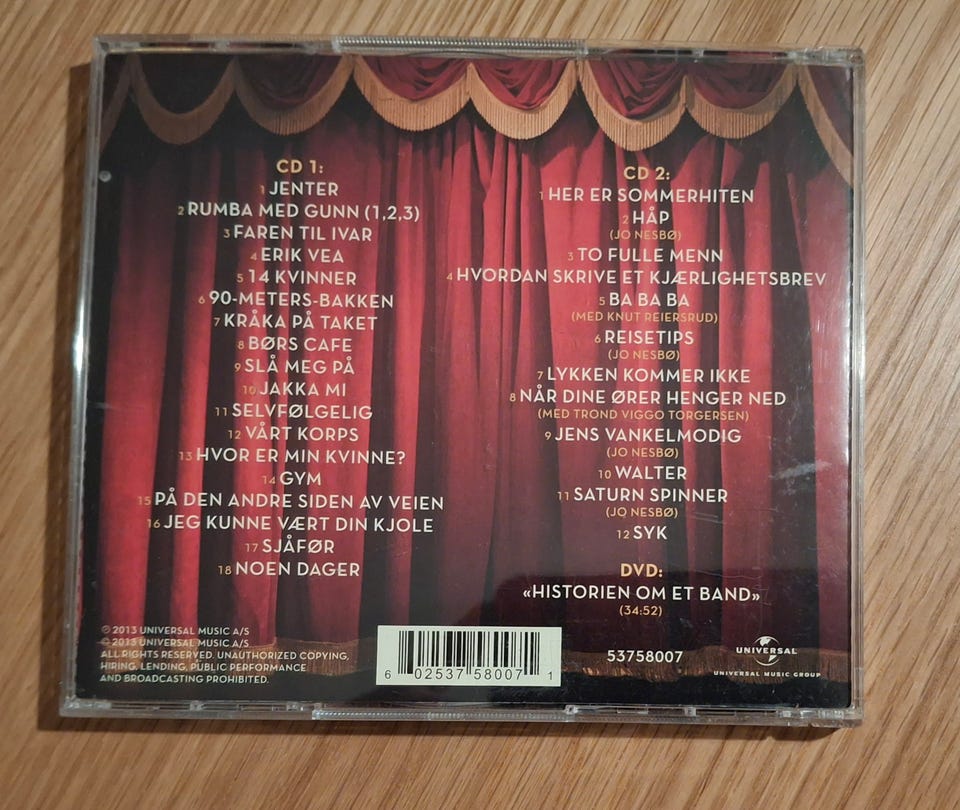 CD 1:
1 JENTER
2 RUMBA MED GUNN (1,2,3)
3 FAREN TIL IVAR
4 ERIK VEA
5 14 KVINNER
6 90-METERS-BAKKEN
7 KRÅKA PÅ TAKET
8 BØRS CAFE
9 SLÅ MEG PÅ
10 JAKKA MI
11 SELVFØLGELIG
12 VÅRT KORPS
13 HVOR ER MIN KVINNE?
14 GYM
15 PÅ DEN ANDRE SIDEN AV VEIEN
16 JEG KUNNE VÆRT DIN KJOLE
17 SJÅFØR
18 NOEN DAGER
CD 2:
1 HER ER SOMMERHITEN
2 HÅP
(JO NESBØ)
3 TO FULLE MENN
4 HVORDAN SKRIVE ET KJÆRLIGHETSBREV
5 BA BA BA
(MED KNUT REIERSRUD)
6 REISETIPS
(JO NESBØ)
7 LYKKEN KOMMER IKKE
8 NÅR DINE ØRER HENGER NED
(MED TROND VIGGO TORGERSEN)
9 JENS VANKELMODIG
(JO NESBØ)
10 WALTER
11 SATURN SPINNER
(JO NESBØ)
12 SYK
DVD:
«HISTORIEN OM ET BAND»
(34:52)
℗ 2013 UNIVERSAL MUSIC A/S
© 2013 UNIVERSAL MUSIC A/S
ALL RIGHTS RESERVED. UNAUTHORIZED COPYING,
HIRING, LENDING, PUBLIC PERFORMANCE
AND BROADCASTING PROHIBITED.
6 02537 58007 1
53758007
UNIVERSAL
UNIVERSAL MUSIC GROUP